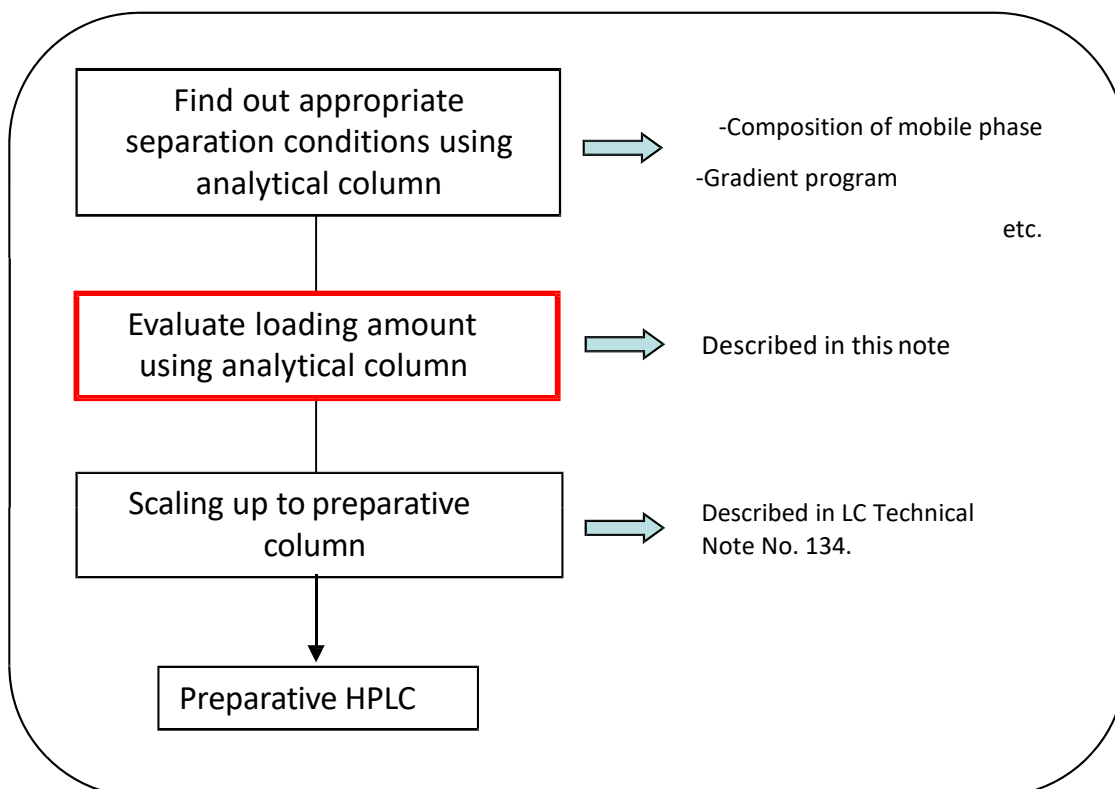 Find out appropriate
separation conditions using
analytical column
-Composition of mobile phase
-Gradient program
etc.
Evaluate loading amount
using analytical column
Described in this note
Scaling up to preparative
column
Described in LC Technical
Note No. 134.
Preparative HPLC